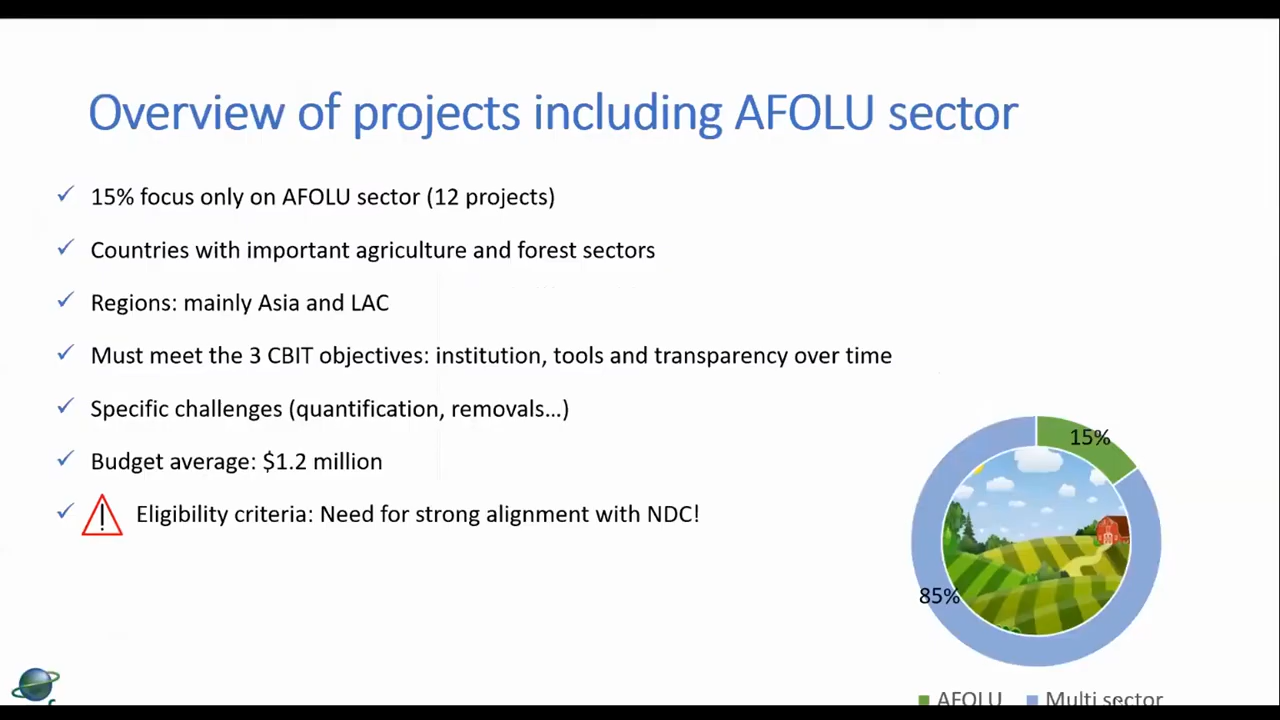 Overview of projects including AFOLU sector
15% focus only on AFOLU sector (12 projects)
Countries with important agriculture and forest sectors
Regions: mainly Asia and LAC
Must meet the 3 CBIT objectives: institution, tools and transparency over time
Specific challenges (quantification, removals...)
Budget average: $1.2 million
Eligibility criteria: Need for strong alignment with NDC!
15%
85%
AFOLU
Multi sector